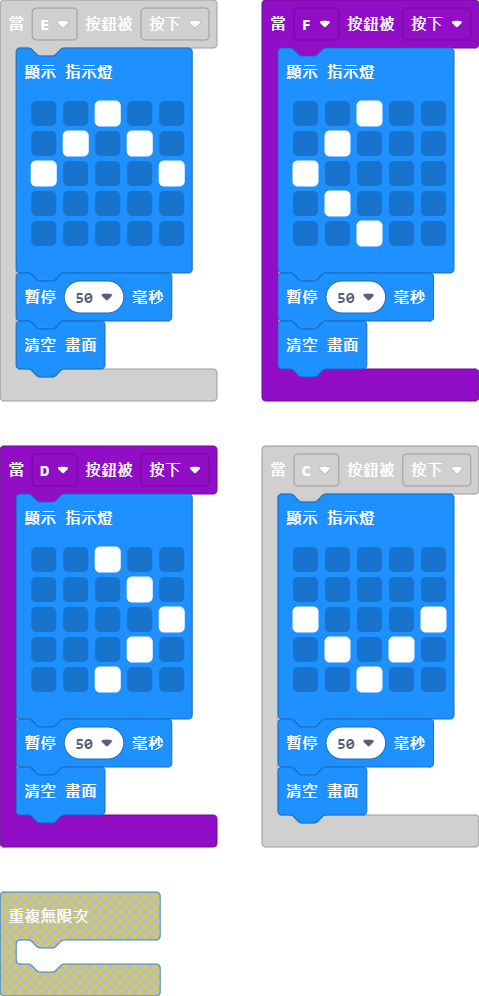 當 E 按鈕被 按下
顯示 指示燈
暫停 50 毫秒
清空 畫面
當 F 按鈕被 按下
顯示 指示燈
暫停 50 毫秒
清空 畫面
當 D 按鈕被 按下
顯示 指示燈
暫停 50 毫秒
清空 畫面
當 C 按鈕被 按下
顯示 指示燈
暫停 50 毫秒
清空 畫面
重複無限次